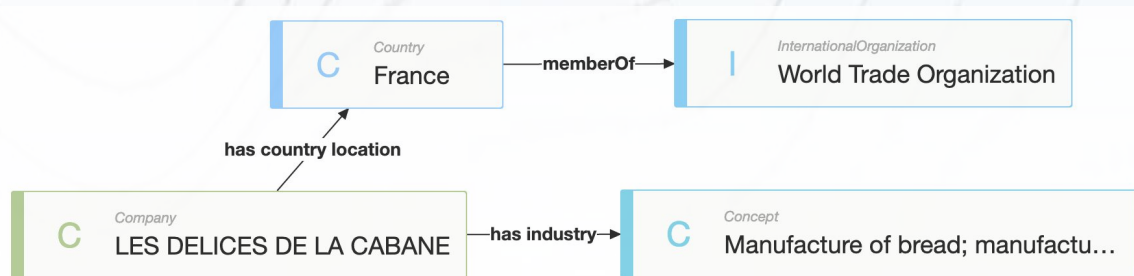 Country
C
France
memberOf
InternationalOrganization
I
World Trade Organization
has country location
Company
C
LES DELICES DE LA CABANE
has industry
Concept
C
Manufacture of bread; manufactu…